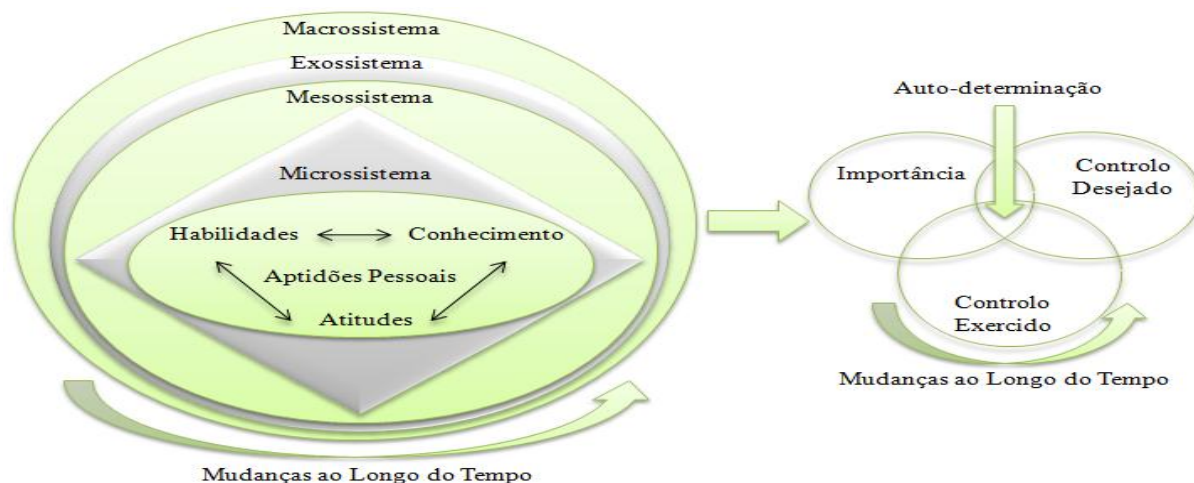 Macrossistema
Exossistema
Mesossistema
Microssistema
Habilidades
Conhecimento
Aptidões Pessoais
Atitudes
Mudanças ao Longo do Tempo
Auto-determinação
Importância
Controlo
Desejado
Controlo
Exercido
Mudanças ao Longo do Tempo